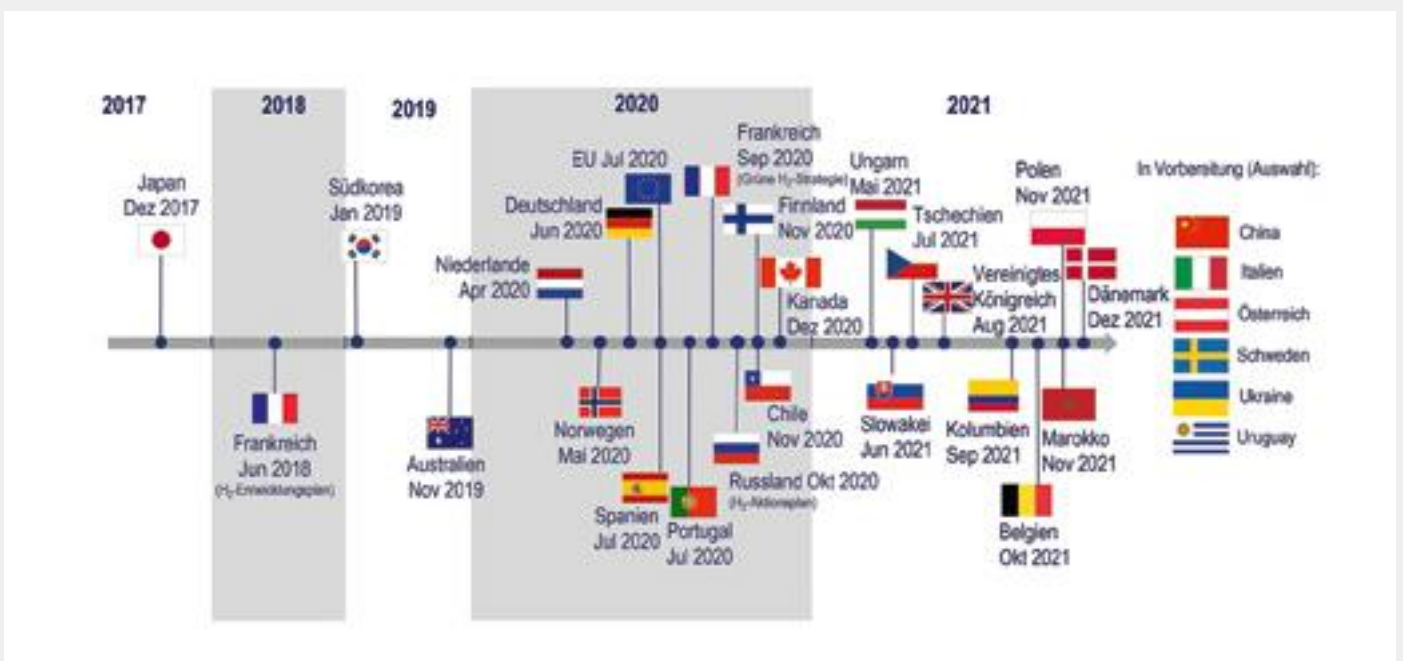 2017
2018
2019
2020
2021
Japan
Dez 2017
Südkorea
Jan 2019
Niederlande
Apr 2020
Deutschland
Jun 2020
EU Jul 2020
Frankreich
Sep 2020
(Grüne H₂-Strategie)
Finnland
Nov 2020
Kanada
Dez 2020
Ungarn
Mai 2021
Tschechien
Jul 2021
Vereinigtes
Königreich
Aug 2021
Polen
Nov 2021
Dänemark
Dez 2021
Frankreich
Jun 2018
(H₂-Entwicklungsplan)
Australien
Nov 2019
Norwegen
Mai 2020
Spanien
Jul 2020
Portugal
Jul 2020
Russland Okt 2020
(H₂-Aktionsplan)
Chile
Nov 2020
Slowakei
Jun 2021
Kolumbien
Sep 2021
Belgien
Okt 2021
Marokko
Nov 2021
In Vorbereitung (Auswahl):
China
Italien
Österreich
Schweden
Ukraine
Uruguay